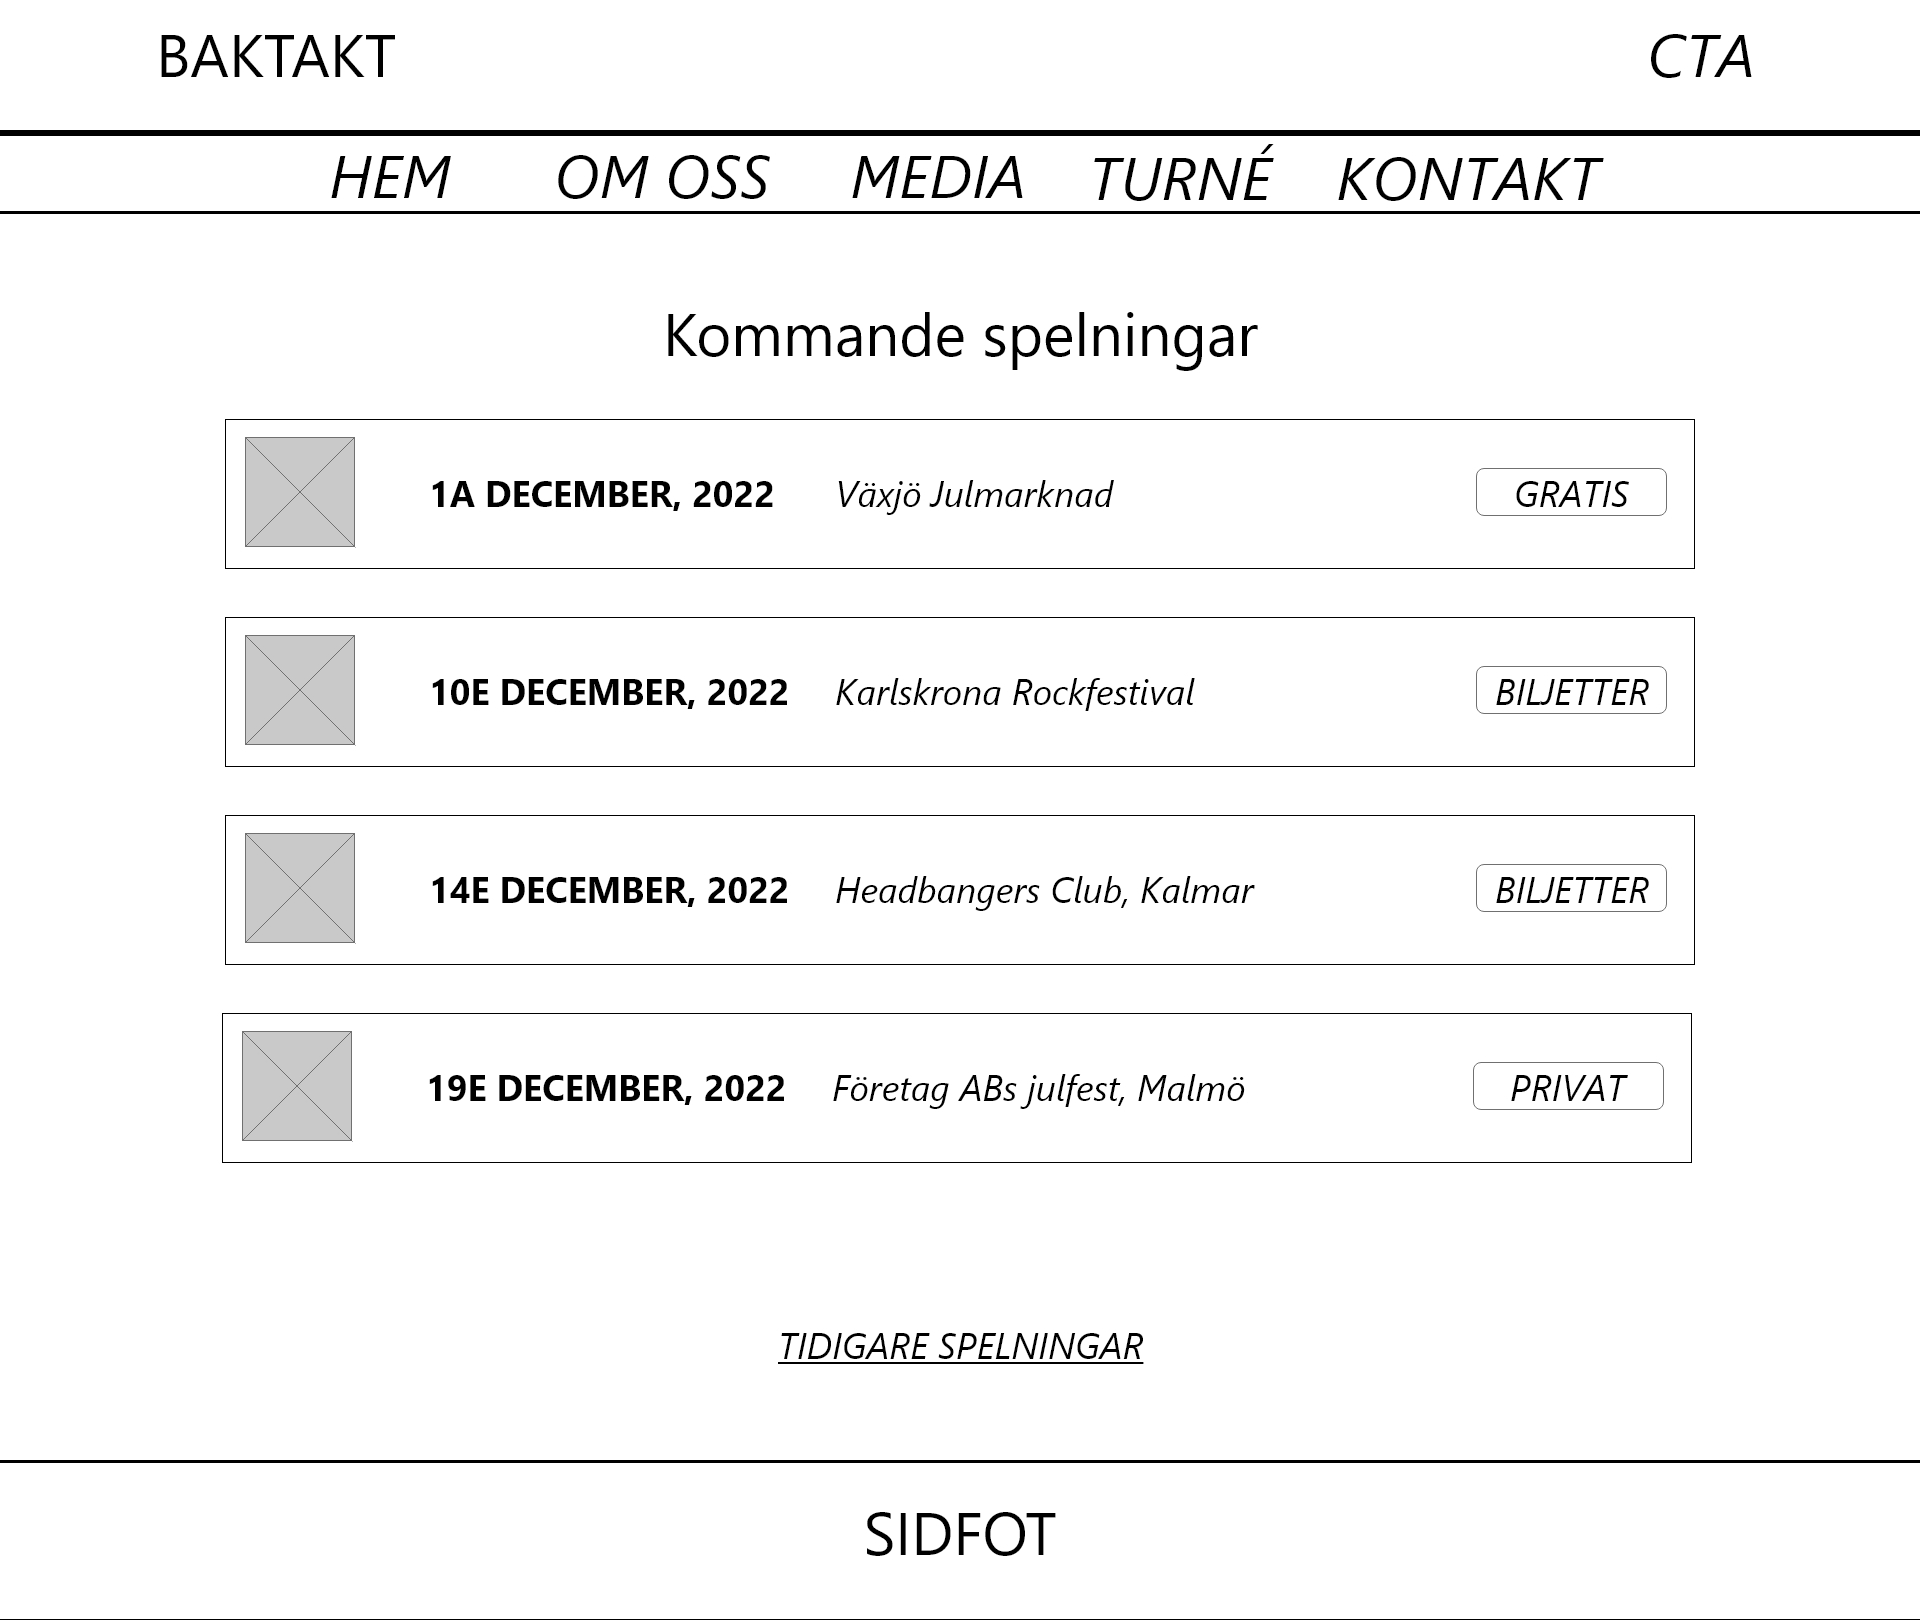 BAKTAKT CTA
HEM OM OSS MEDIA TURNÉ KONTAKT
Kommande spelningar
1A DECEMBER, 2022 Växjö Julmarknad GRATIS
10E DECEMBER, 2022 Karlskrona Rockfestival BILJETTER
14E DECEMBER, 2022 Headbangers Club, Kalmar BILJETTER
19E DECEMBER, 2022 Företag ABs julfest, Malmö PRIVAT
TIDIGARE SPELNINGAR
SIDFOT